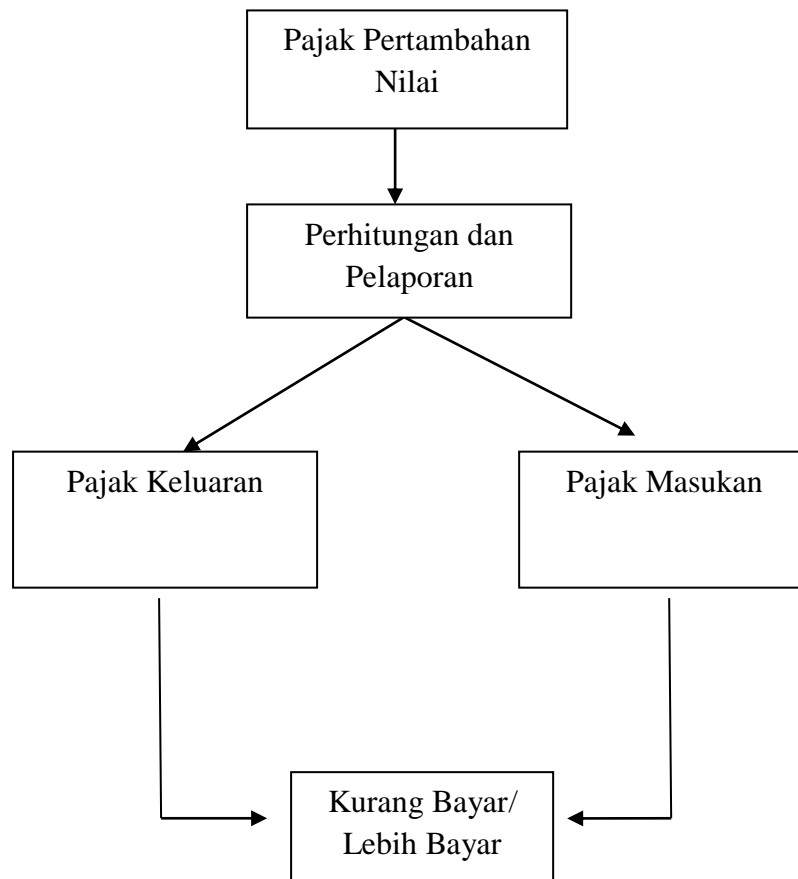 Pajak Pertambahan
Nilai
Perhitungan dan
Pelaporan
Pajak Keluaran
Pajak Masukan
Kurang Bayar/
Lebih Bayar